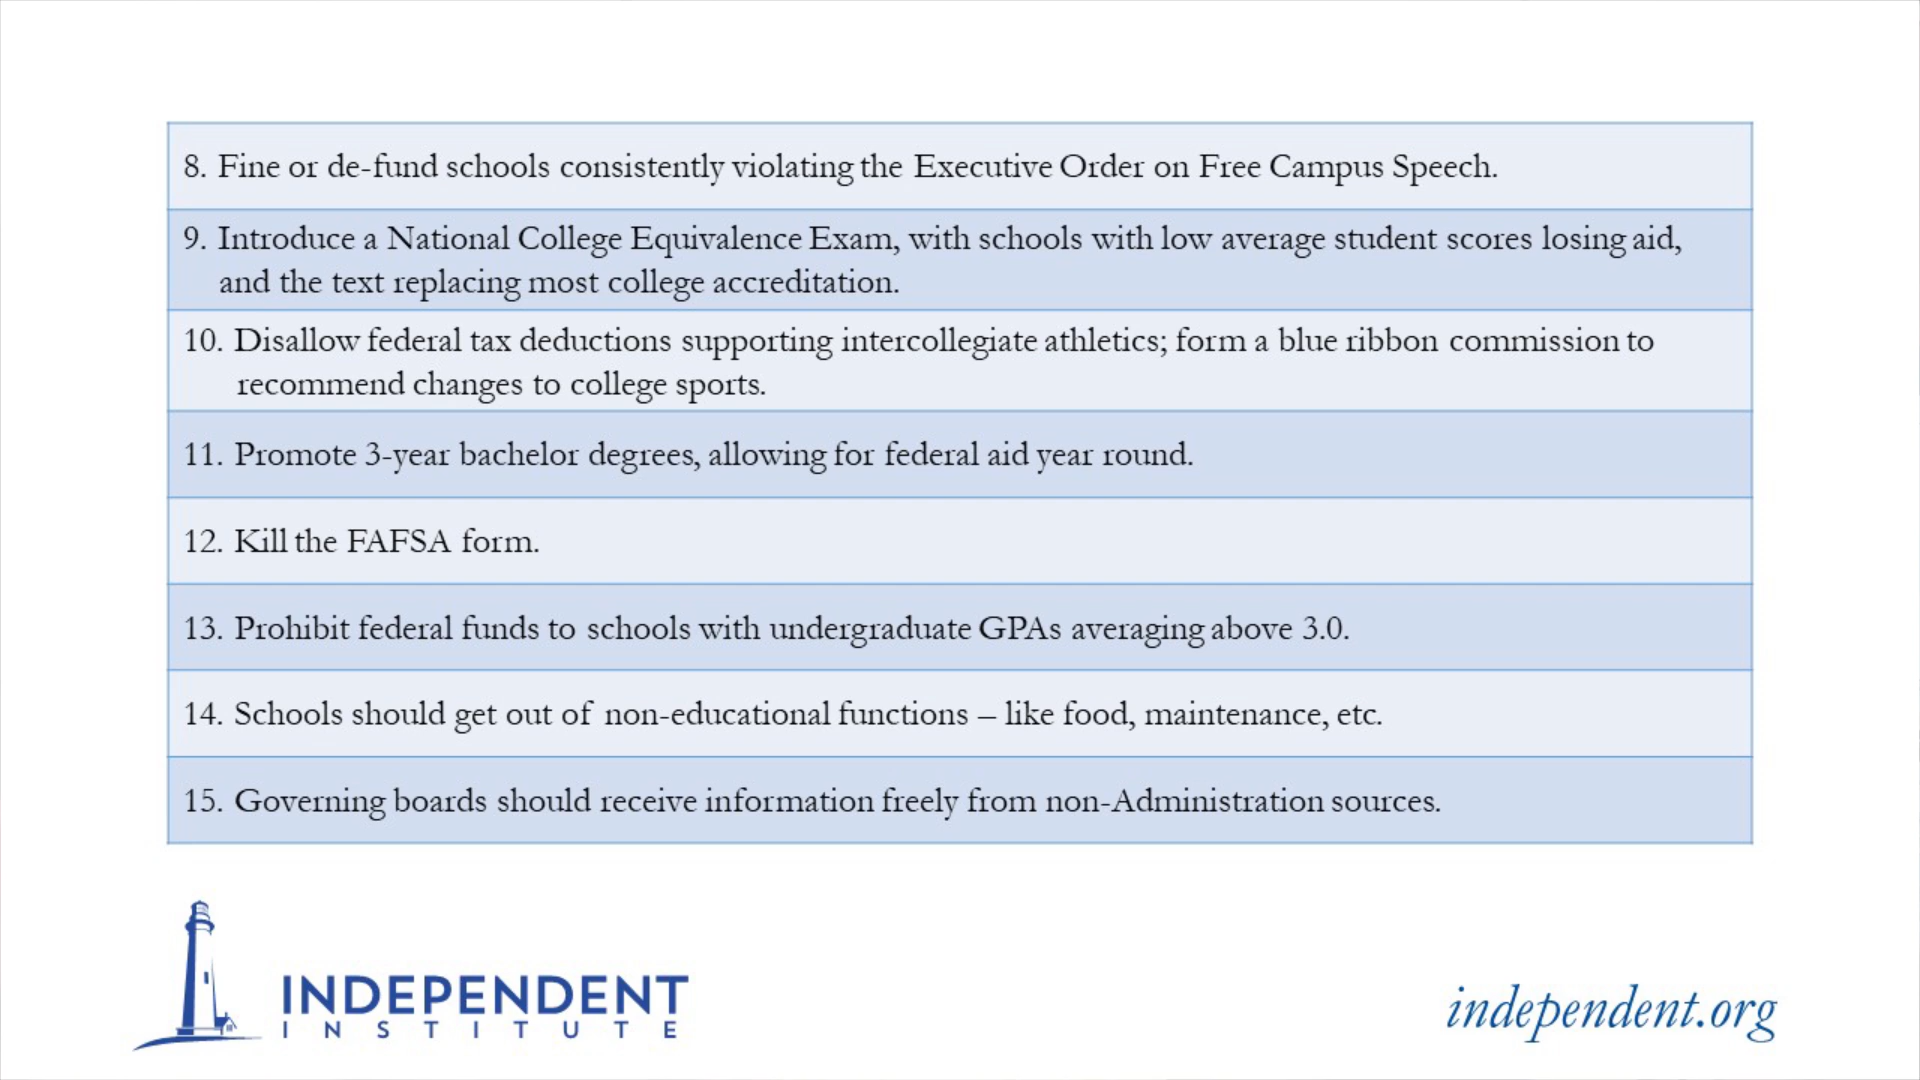 8. Fine or de-fund schools consistently violating the Executive Order on Free Campus Speech.
9. Introduce a National College Equivalence Exam, with schools with low average student scores losing aid,
and the text replacing most college accreditation.
10. Disallow federal tax deductions supporting intercollegiate athletics; form a blue ribbon commission to
recommend changes to college sports.
11. Promote 3-year bachelor degrees, allowing for federal aid year round.
12. Kill the FAFSA form.
13. Prohibit federal funds to schools with undergraduate GPAs averaging above 3.0.
14. Schools should get out of non-educational functions – like food, maintenance, etc.
15. Governing boards should receive information freely from non-Administration sources.
INDEPENDENT
INSTITUTE
independent.org